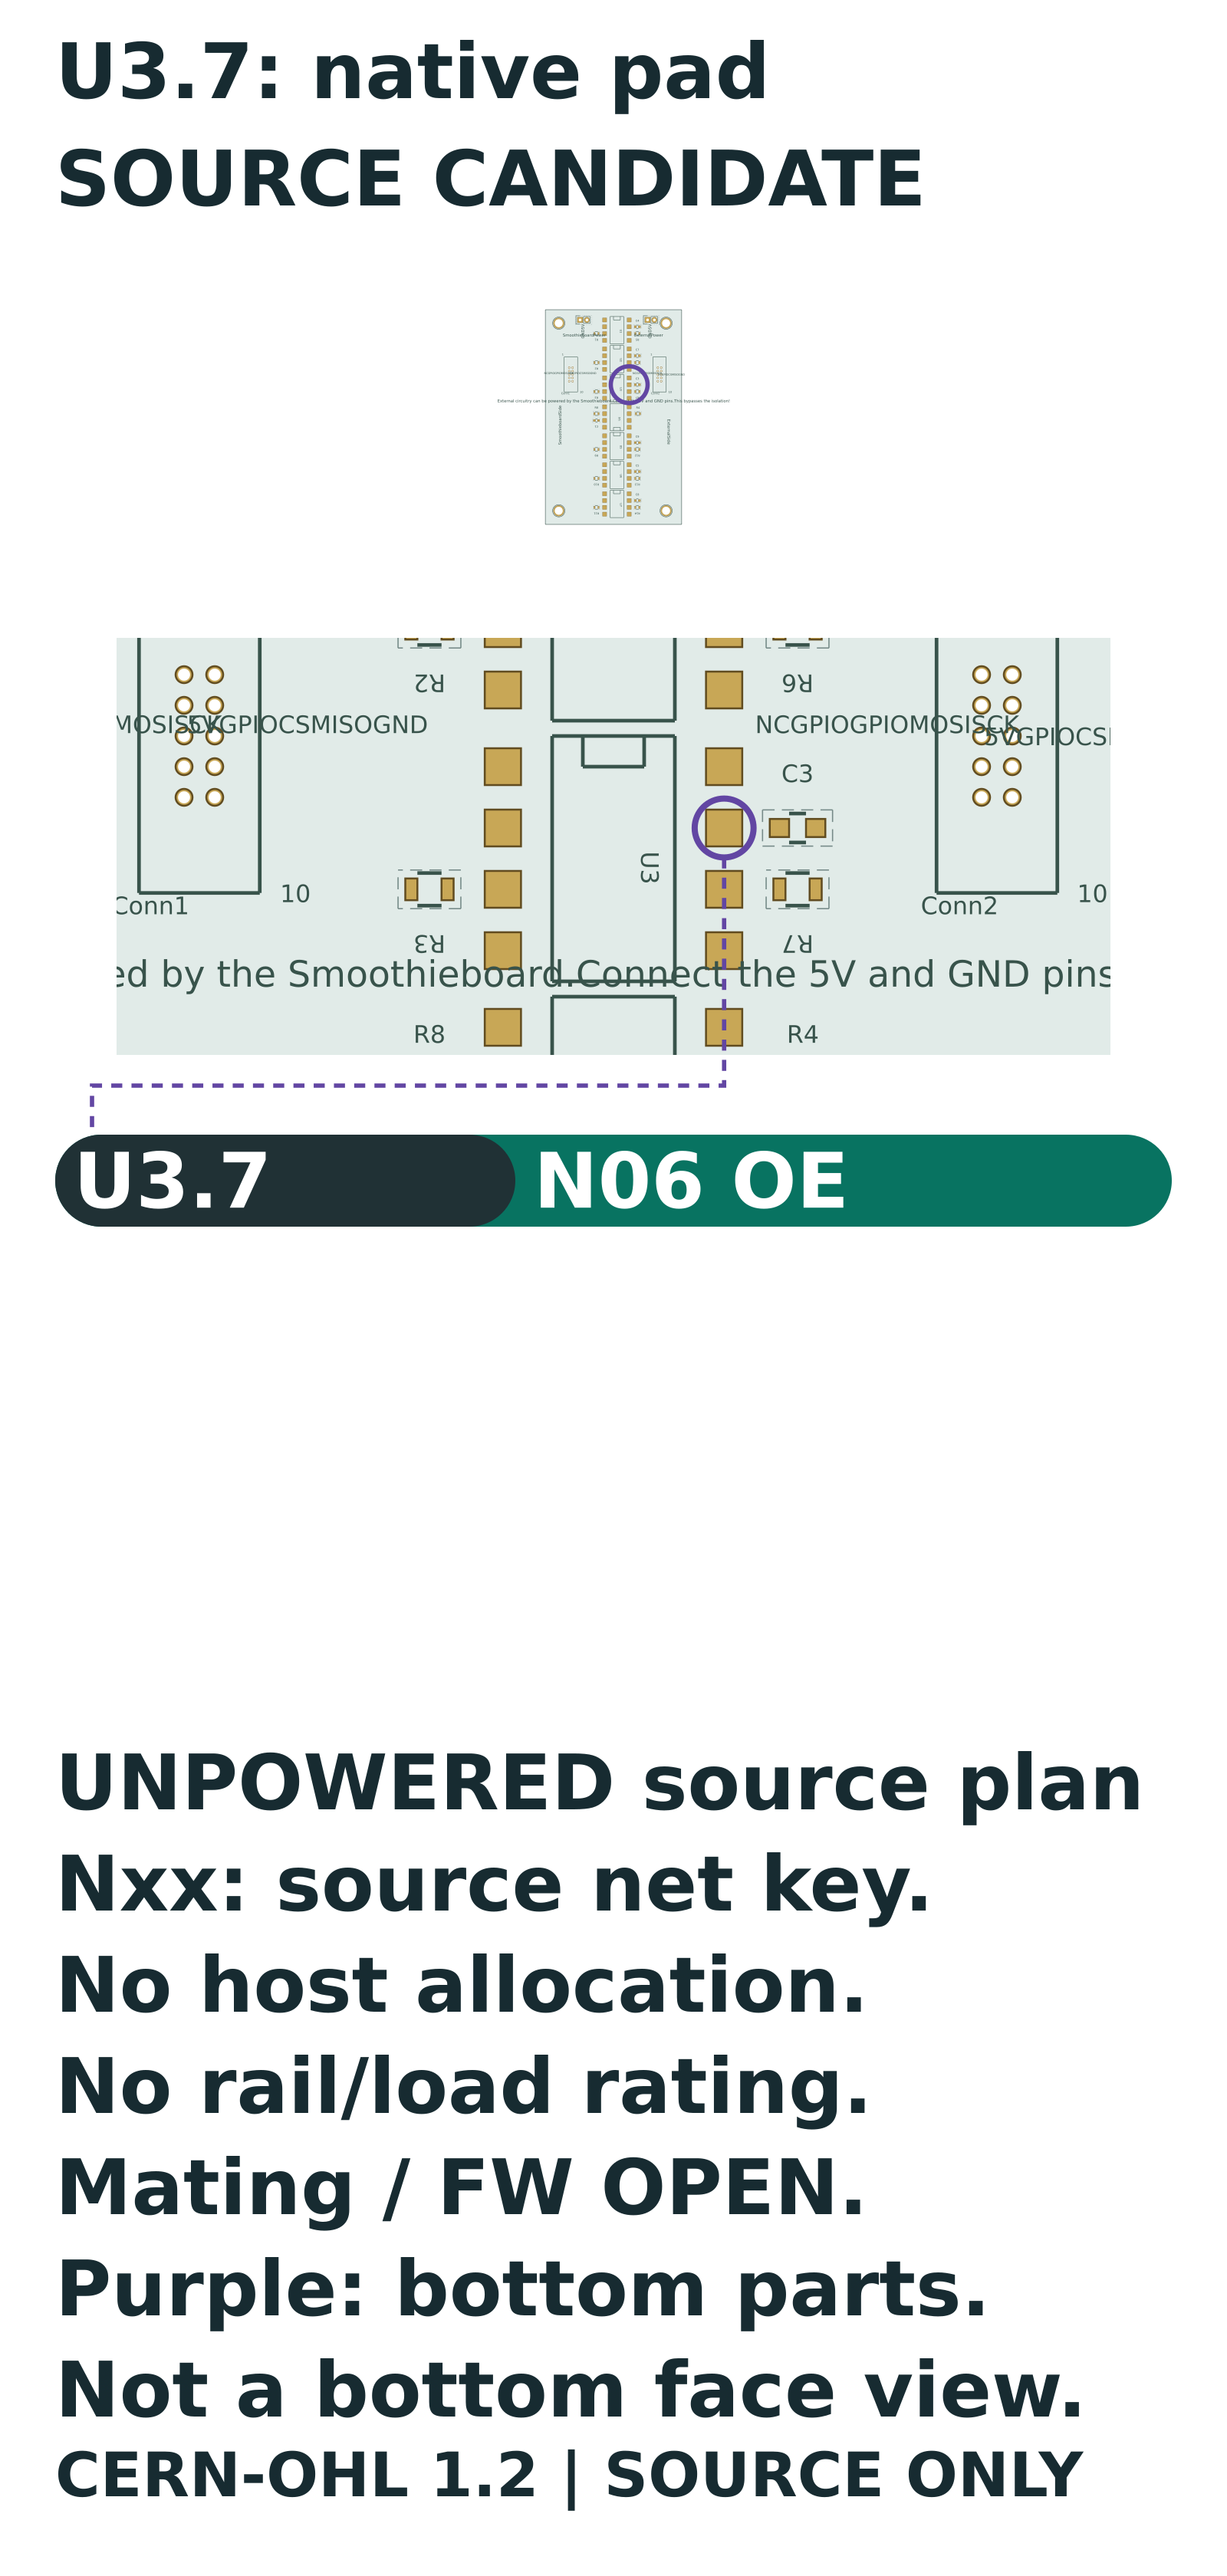 U3.7: native pad
SOURCE CANDIDATE
R2
R6
MOSISCK
5VGPIOCSMISOGND
NCGPIOGPIOMOSISCK
5VGPIOCS
C3
U3
10
Conn1
10
Conn2
R3
R7
ed by the Smoothieboard.Connect the 5V and GND pins
R8
R4
U3.7
N06 OE
UNPOWERED source plan
Nxx: source net key.
No host allocation.
No rail/load rating.
Mating / FW OPEN.
Purple: bottom parts.
Not a bottom face view.
CERN-OHL 1.2 | SOURCE ONLY